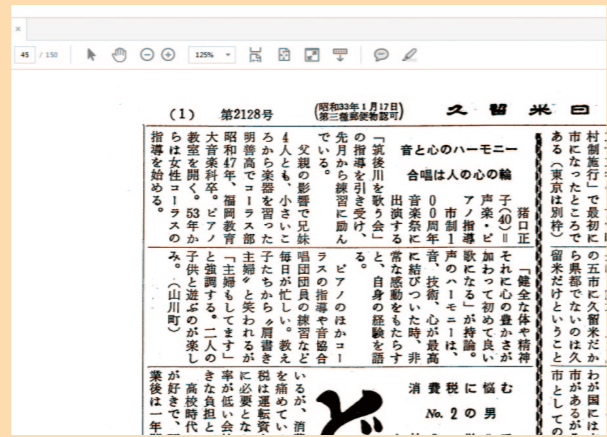 45 / 150
125%
(1) 第2128号 (昭和33年1月17日 第三種郵便物認可) 久留米日
村制施行」で最初に
市になったところで
ある(東京は別枠)
の五市に久留米だか
ら県都でないのは久
留米だけということ
わが国には
市があるが
市としての
音と心のハーモニー
合唱は人の心の輪
猪口正
子(40)=
声楽・ピ
アノ指導
市制1
00周年
音楽祭に
出演する
「筑後川を歌う会」
の指導を引き受け、
先月から練習に励ん
でいる。
父親の影響で兄妹
4人とも、小さいこ
ろから楽器を習った
明善高でコーラス部
昭和47年、福岡教育
大音楽科卒。ピアノ
教室を開く。53年か
らは女性コーラスの
指導を始める。
「健全な体や精神
それに心の豊かさが
加わって初めて良い
歌になる」が持論。
声のハーモニーは、
音、技術、心が最高
に結びついた時、非
常な感動をもたらす
と、自身の経験を語
る。
ピアノのほかコー
ラスの指導や音協合
唱団団員の練習など
毎日が忙しい。教え
子たちから〝肩書き
主婦〟と笑われるが
「主婦もしてます」
と強調する。二人の
子供と遊ぶのが楽し
み。(山川町)
消費税に悩む
No.2の男
ど
いるが、消費
を痛めてい
税は運転資
に必要とな
率が低い会
きな負担と
高校時代
が好きで、
業後は一年